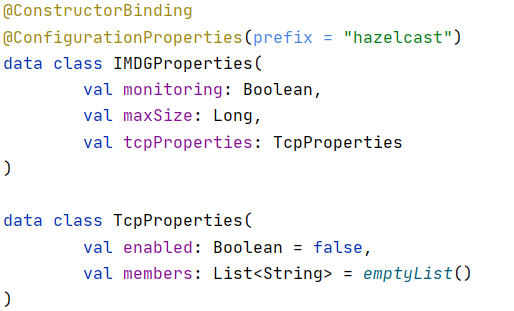 @ConstructorBinding
@ConfigurationProperties(prefix = "hazelcast")
data class IMDGProperties(
        val monitoring: Boolean,
        val maxSize: Long,
        val tcpProperties: TcpProperties
)

data class TcpProperties(
        val enabled: Boolean = false,
        val members: List<String> = emptyList()
)